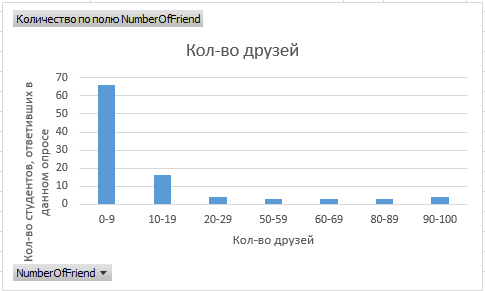 Количество по полю NumberOfFriend
Кол-во друзей
Кол-во студентов, ответивших в
данном опросе
70
60
50
40
30
20
10
0
0-9 10-19 20-29 50-59 60-69 80-89 90-100
Кол-во друзей
NumberOfFriend